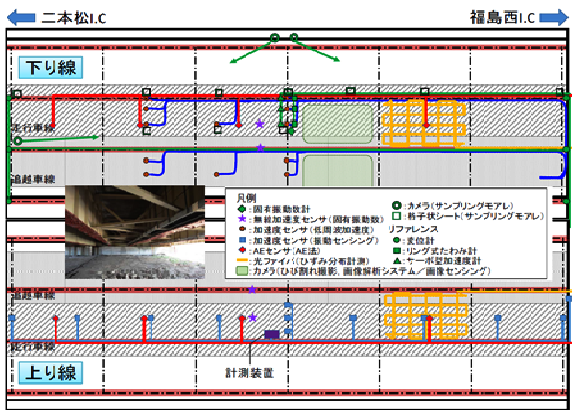 二本松I.C
福島西I.C
下り線
走行車線
追越車線
凡例
:固有振動数計
:無線加速度センサ(固有振動数)
:加速度センサ(低周波加速度)
:加速度センサ(振動センシング)
:AEセンサ(AE法)
:光ファイバ(ひずみ分布計測)
:カメラ(ひび割れ撮影, 画像解析システム/画像センシング)
:カメラ(サンプリングモアレ)
:格子状シート(サンプリングモアレ)
リファレンス
:変位計
:リング式たわみ計
:サーボ型加速度計
追越車線
走行車線
計測装置
上り線